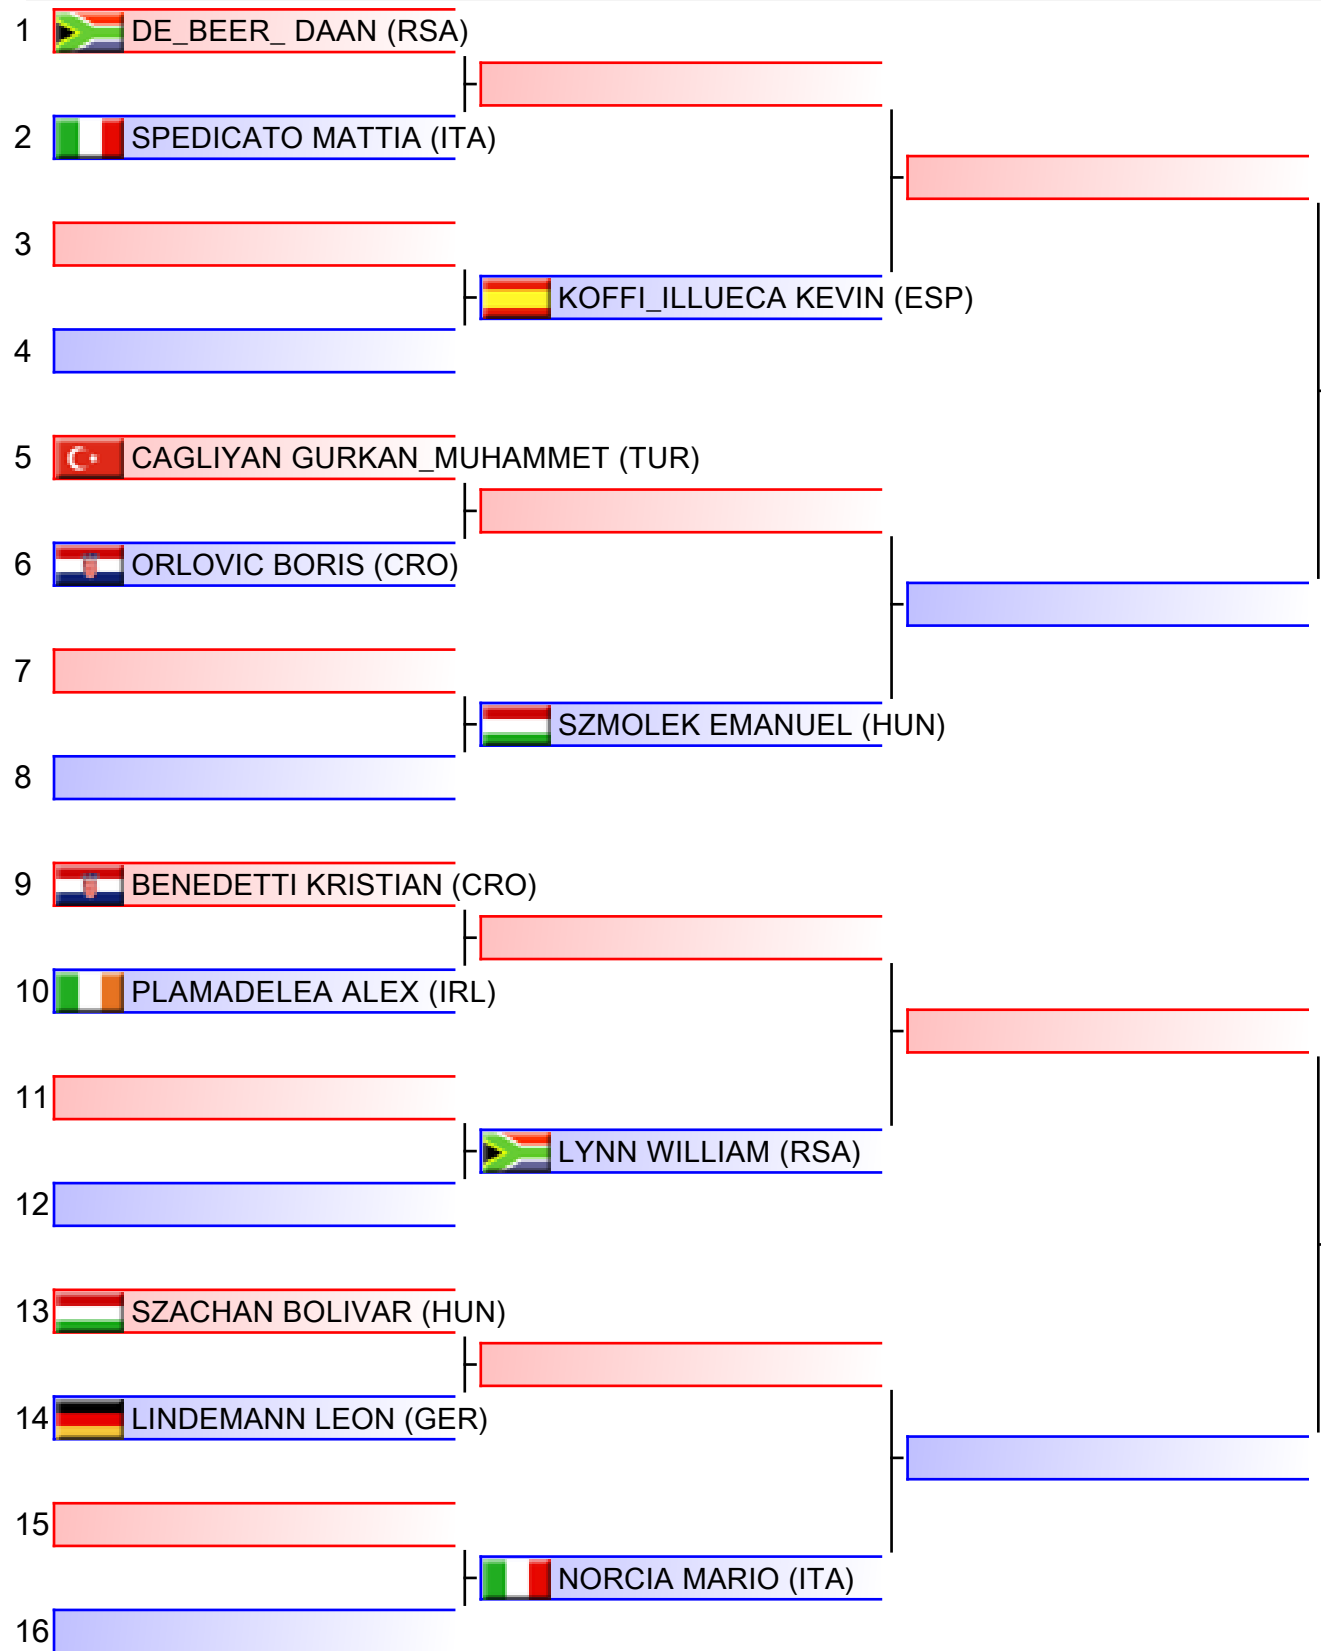 1 DE_BEER_ DAAN (RSA)
2 SPEDICATO MATTIA (ITA)
3
KOFFI_ILLUECA KEVIN (ESP)
4
5 CAGLIYAN GURKAN_MUHAMMET (TUR)
6 ORLOVIC BORIS (CRO)
7
SZMOLEK EMANUEL (HUN)
8
9 BENEDETTI KRISTIAN (CRO)
10 PLAMADELEA ALEX (IRL)
11
LYNN WILLIAM (RSA)
12
13 SZACHAN BOLIVAR (HUN)
14 LINDEMANN LEON (GER)
15
NORCIA MARIO (ITA)
16